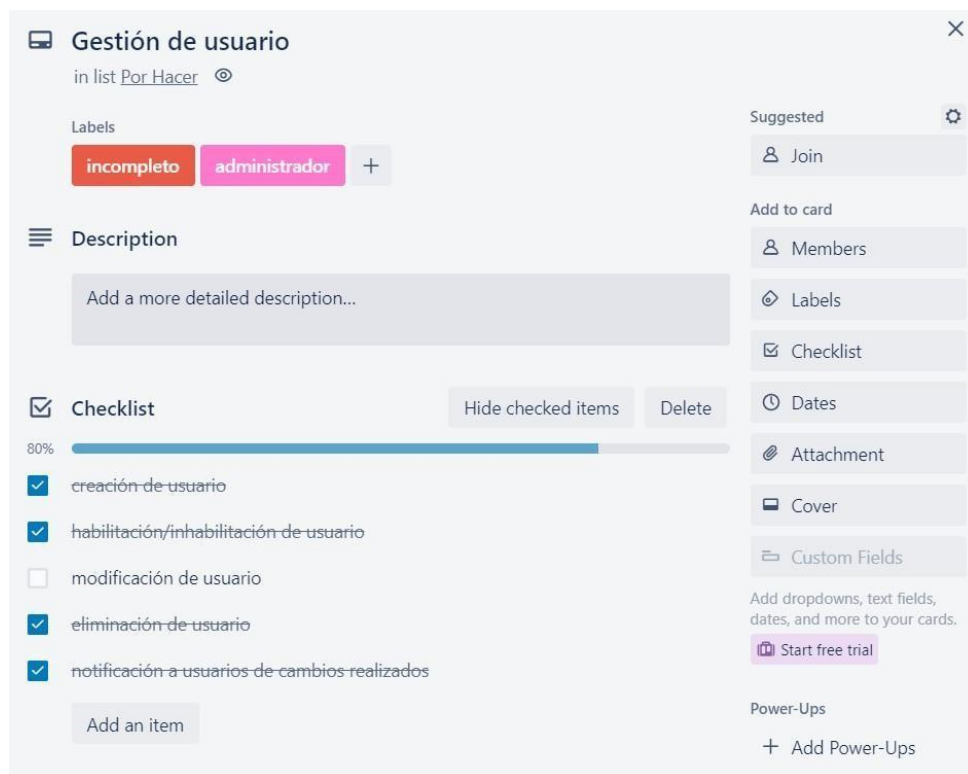 Gestión de usuario
in list Por Hacer
Labels
incompleto administrador +
Description
Add a more detailed description...
Checklist Hide checked items Delete
80%
creación de usuario
habilitación/inhabilitación de usuario
modificación de usuario
eliminación de usuario
notificación a usuarios de cambios realizados
Add an item
Suggested
Join
Add to card
Members
Labels
Checklist
Dates
Attachment
Cover
Custom Fields
Add dropdowns, text fields,
dates, and more to your cards.
Start free trial
Power-Ups
+ Add Power-Ups